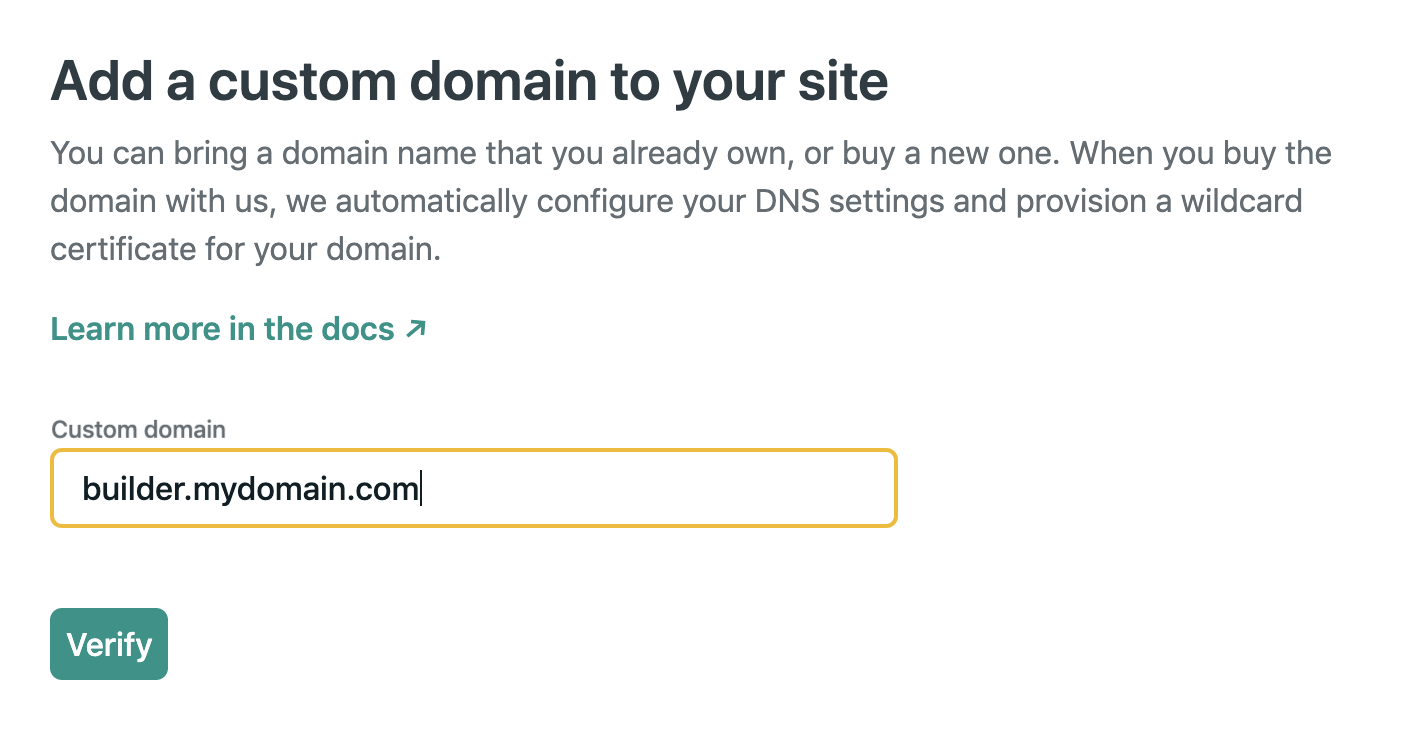 Add a custom domain to your site
You can bring a domain name that you already own, or buy a new one. When you buy the
domain with us, we automatically configure your DNS settings and provision a wildcard
certificate for your domain.
Learn more in the docs ↗
Custom domain
builder.mydomain.com
Verify